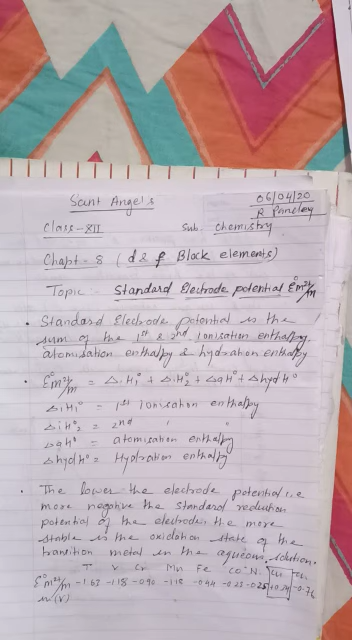 Saint Angel's
06/04/20
R Pandey
Class - XII Sub. Chemistry
Chapt - 8 ( d & f Block elements)
Topic :- Standard Electrode potential E°m²⁺/m
• Standard Electrode potential is the
sum of the 1st & 2nd ionisation enthalpy,
atomisation enthalpy & hydration enthalpy
• E°m²⁺/m = ΔiH₁° + ΔiH₂° + ΔaH° + ΔhydH°
ΔiH₁° = 1st ionisation enthalpy
ΔiH°₂ = 2nd " "
ΔaH° = atomisation enthalpy
ΔhydH° = Hydration enthalpy
• The lower the electrode potential i.e
more negative the standard reduction
potential of the electrode, the more
stable is the oxidation state of the
transition metal in the aqueous solution.
T V Cr Mn Fe Co Ni Cu Zn
E°m²⁺/m -1.63 -1.18 -0.90 -1.18 -0.44 -0.23 -0.25 +0.34 -0.76
in (V)